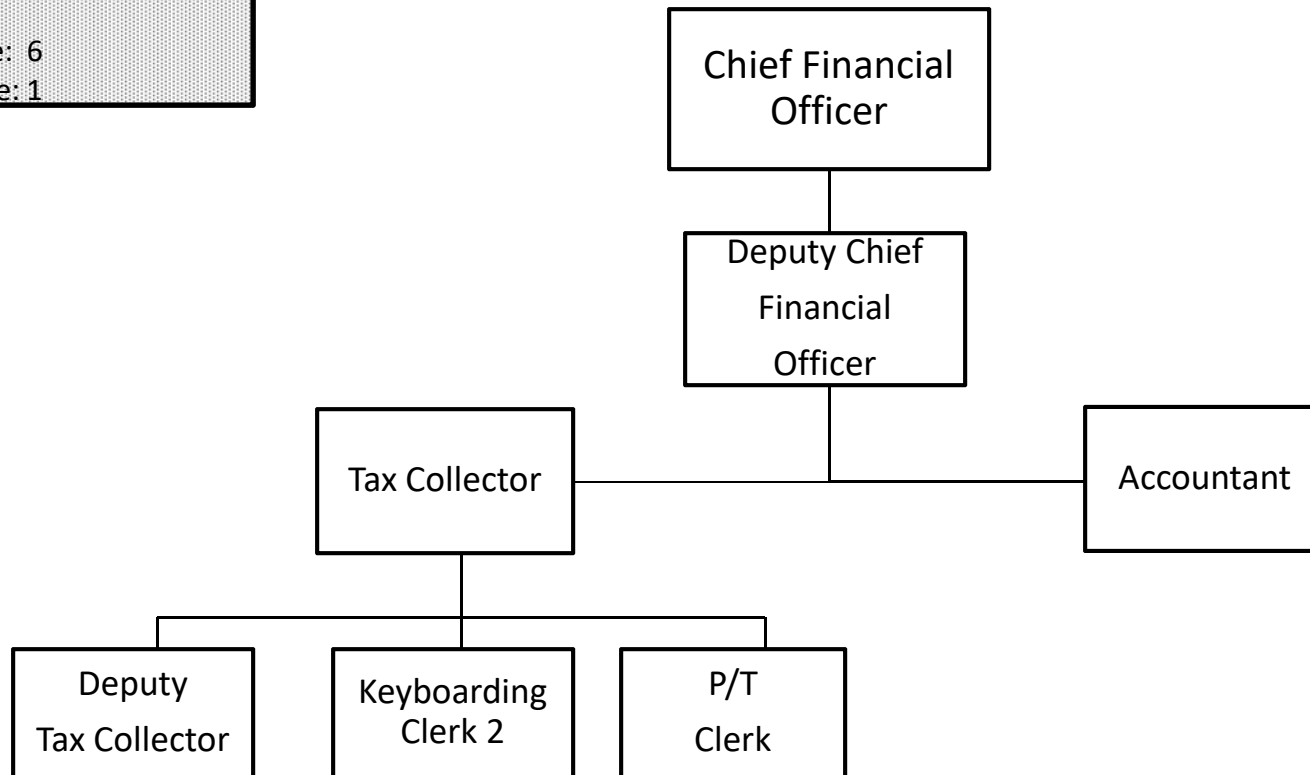 e: 6
e: 1
Chief Financial
Officer
Deputy Chief
Financial
Officer
Tax Collector
Accountant
Deputy
Tax Collector
Keyboarding
Clerk 2
P/T
Clerk